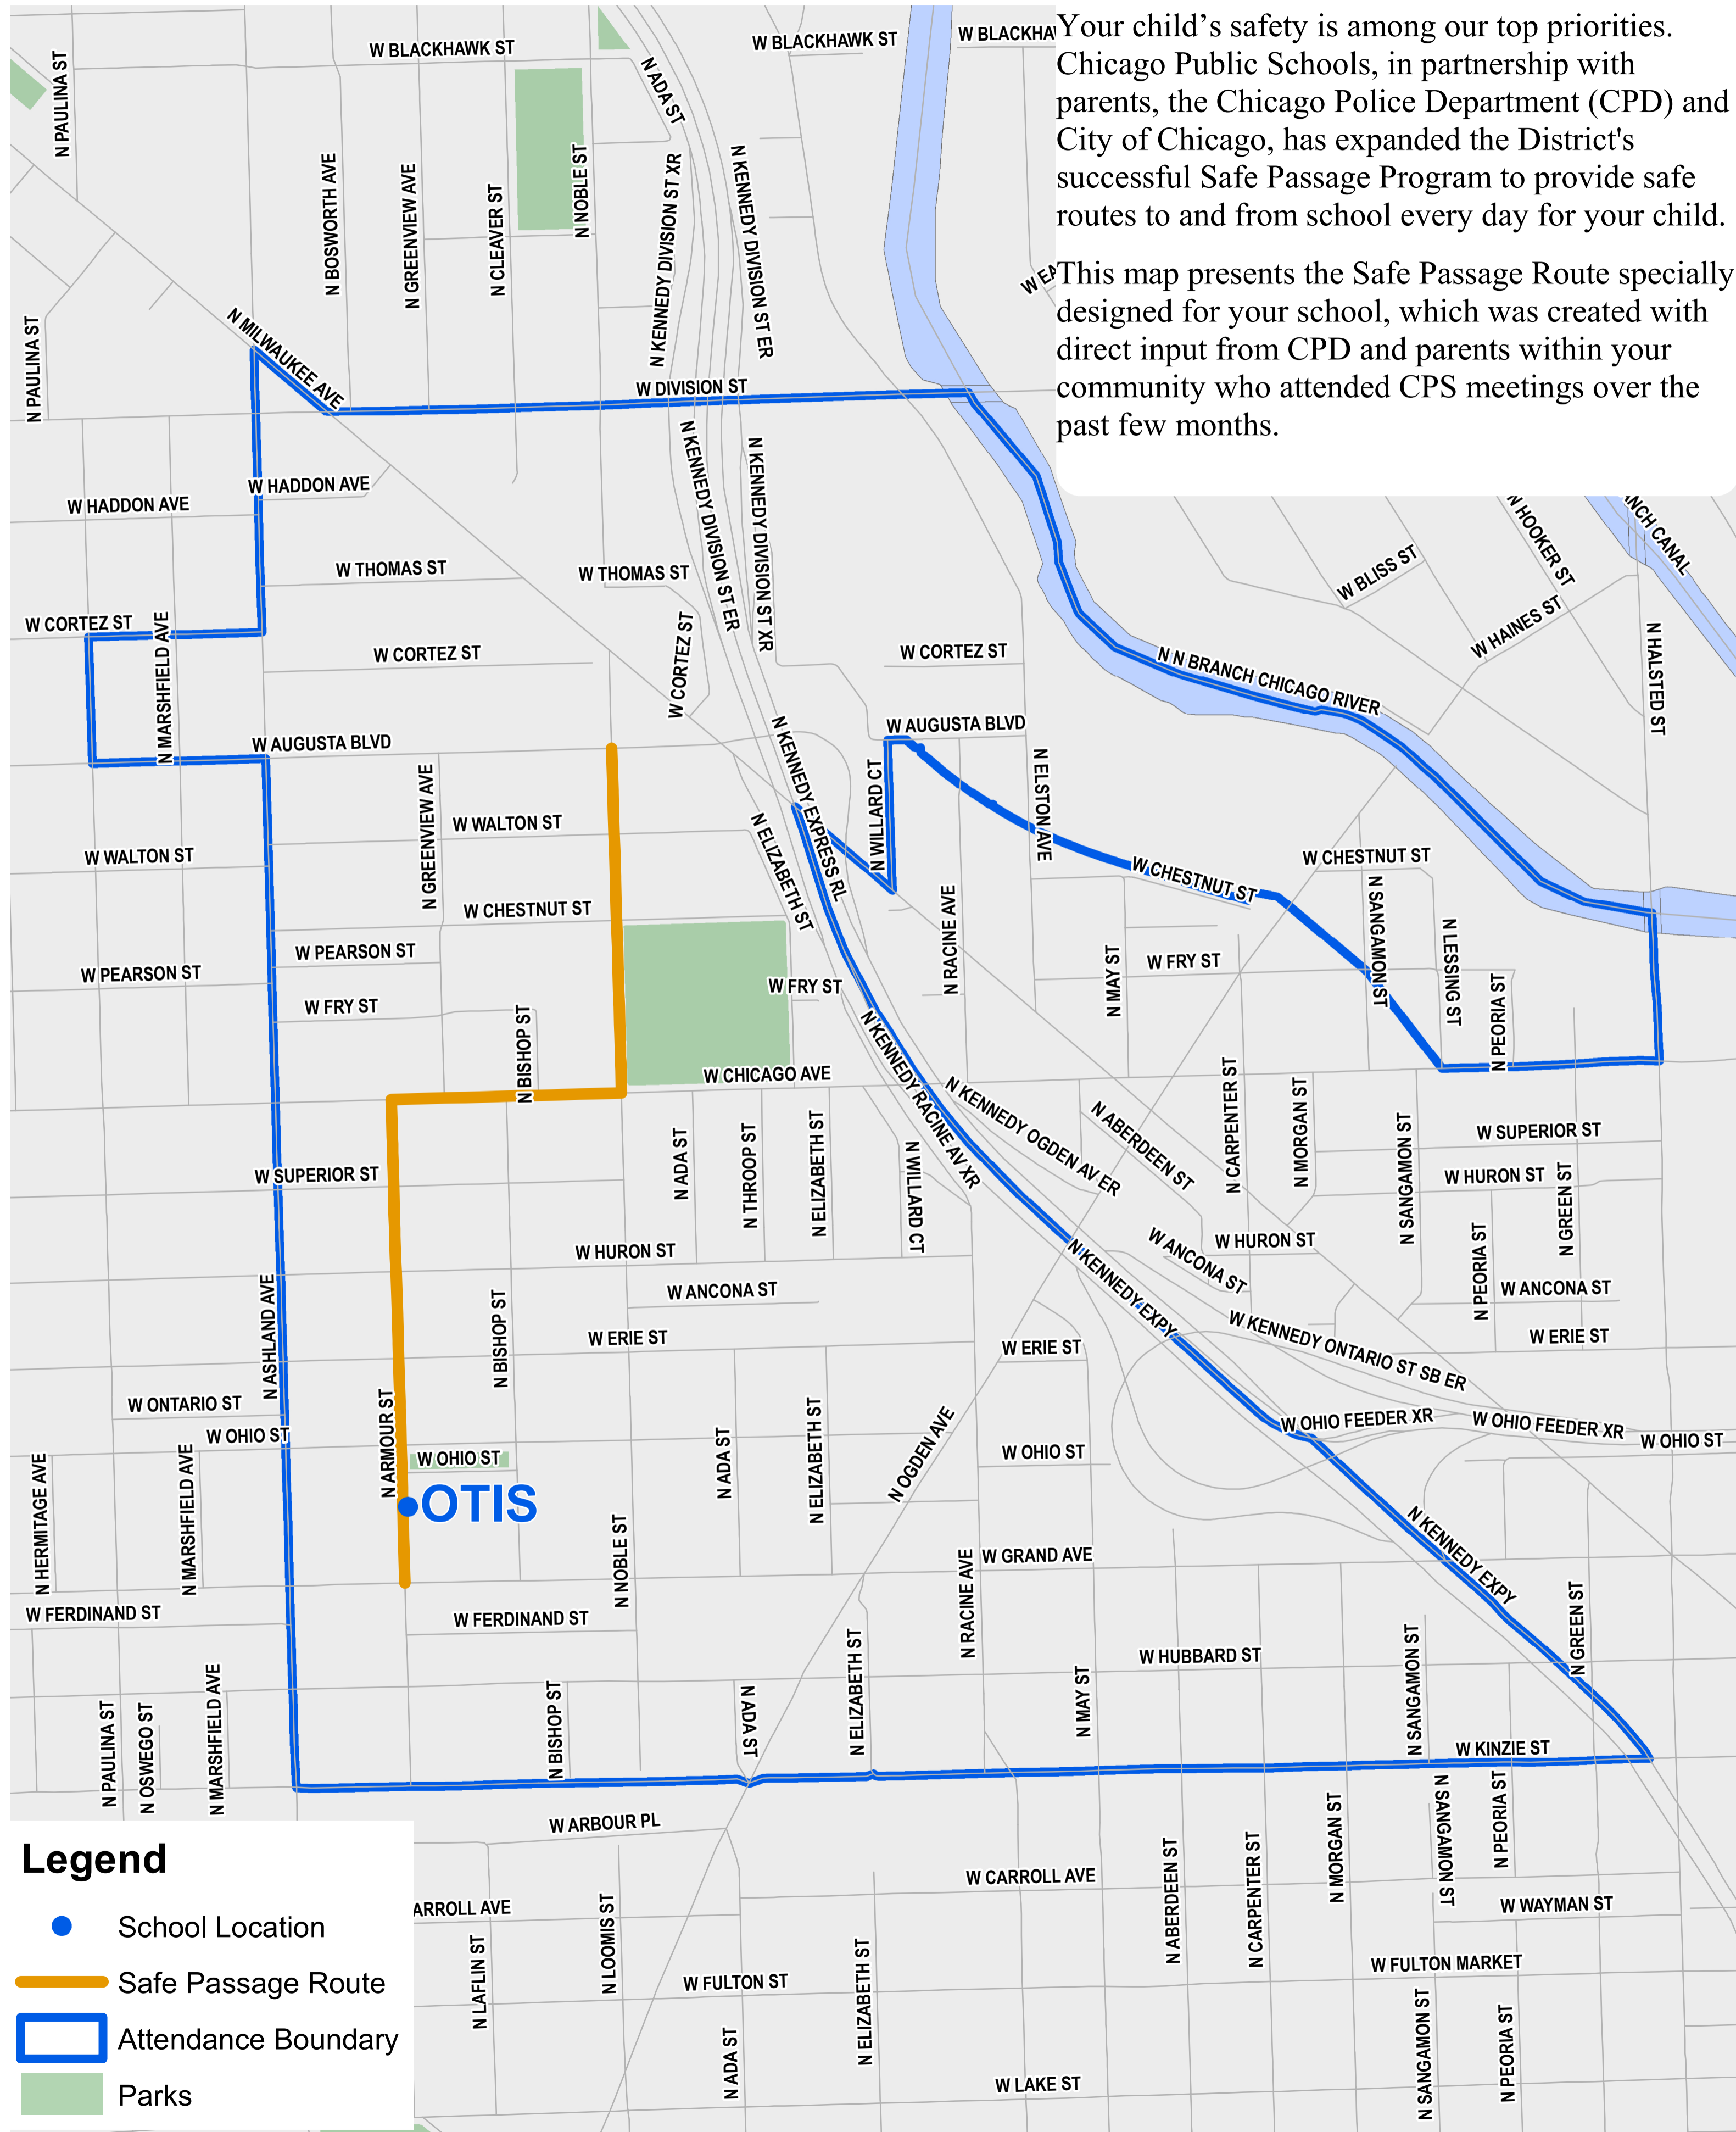 Your child’s safety is among our top priorities.
Chicago Public Schools, in partnership with
parents, the Chicago Police Department (CPD) and
City of Chicago, has expanded the District's
successful Safe Passage Program to provide safe
routes to and from school every day for your child.
This map presents the Safe Passage Route specially
designed for your school, which was created with
direct input from CPD and parents within your
community who attended CPS meetings over the
past few months.
N PAULINA ST
W BLACKHAWK ST
N ADA ST
W BLACKHAWK ST
W BLACKHA
N BOSWORTH AVE
N GREENVIEW AVE
N CLEAVER ST
N NOBLE ST
N KENNEDY DIVISION ST XR
N KENNEDY DIVISION ST ER
W EA
N PAULINA ST
N MILWAUKEE AVE
W DIVISION ST
W HADDON AVE
W HADDON AVE
N KENNEDY DIVISION ST ER
N KENNEDY DIVISION ST XR
N HOOKER ST
NCH CANAL
W THOMAS ST
W THOMAS ST
W BLISS ST
W HAINES ST
W CORTEZ ST
N MARSHFIELD AVE
W CORTEZ ST
W CORTEZ ST
W CORTEZ ST
N N BRANCH CHICAGO RIVER
N HALSTED ST
W AUGUSTA BLVD
W AUGUSTA BLVD
N GREENVIEW AVE
N KENNEDY EXPRESS RL
N WILLARD CT
N ELSTON AVE
W WALTON ST
W WALTON ST
N ELIZABETH ST
W CHESTNUT ST
W CHESTNUT ST
W CHESTNUT ST
N RACINE AVE
N SANGAMON ST
N LESSING ST
W PEARSON ST
W PEARSON ST
W FRY ST
N MAY ST
W FRY ST
N PEORIA ST
W FRY ST
N BISHOP ST
N KENNEDY RACINE AV XR
W CHICAGO AVE
N KENNEDY OGDEN AV ER
N ABERDEEN ST
N CARPENTER ST
N MORGAN ST
N SANGAMON ST
W SUPERIOR ST
W SUPERIOR ST
N ADA ST
N THROOP ST
N ELIZABETH ST
N WILLARD CT
W HURON ST
N GREEN ST
W HURON ST
W HURON ST
N PEORIA ST
W ANCONA ST
N KENNEDY EXPY
W ANCONA ST
W ANCONA ST
N ASHLAND AVE
N BISHOP ST
W ERIE ST
W ERIE ST
W KENNEDY ONTARIO ST SB ER
W ERIE ST
W ONTARIO ST
N ARMOUR ST
W OHIO ST
W OHIO ST
N ADA ST
N ELIZABETH ST
N OGDEN AVE
W OHIO ST
W OHIO FEEDER XR
W OHIO FEEDER XR
W OHIO ST
N HERMITAGE AVE
N MARSHFIELD AVE
OTIS
N NOBLE ST
N KENNEDY EXPY
W GRAND AVE
N RACINE AVE
W FERDINAND ST
W FERDINAND ST
N GREEN ST
N ELIZABETH ST
N SANGAMON ST
W HUBBARD ST
N PAULINA ST
N OSWEGO ST
N MARSHFIELD AVE
N BISHOP ST
N ADA ST
N MAY ST
W KINZIE ST
W ARBOUR PL
N MORGAN ST
N SANGAMON ST
N PEORIA ST
Legend
School Location
Safe Passage Route
Attendance Boundary
Parks
ARROLL AVE
W CARROLL AVE
N LAFLIN ST
N LOOMIS ST
N ELIZABETH ST
N ABERDEEN ST
N CARPENTER ST
W WAYMAN ST
W FULTON ST
W FULTON MARKET
N ADA ST
W LAKE ST
N SANGAMON ST
N PEORIA ST